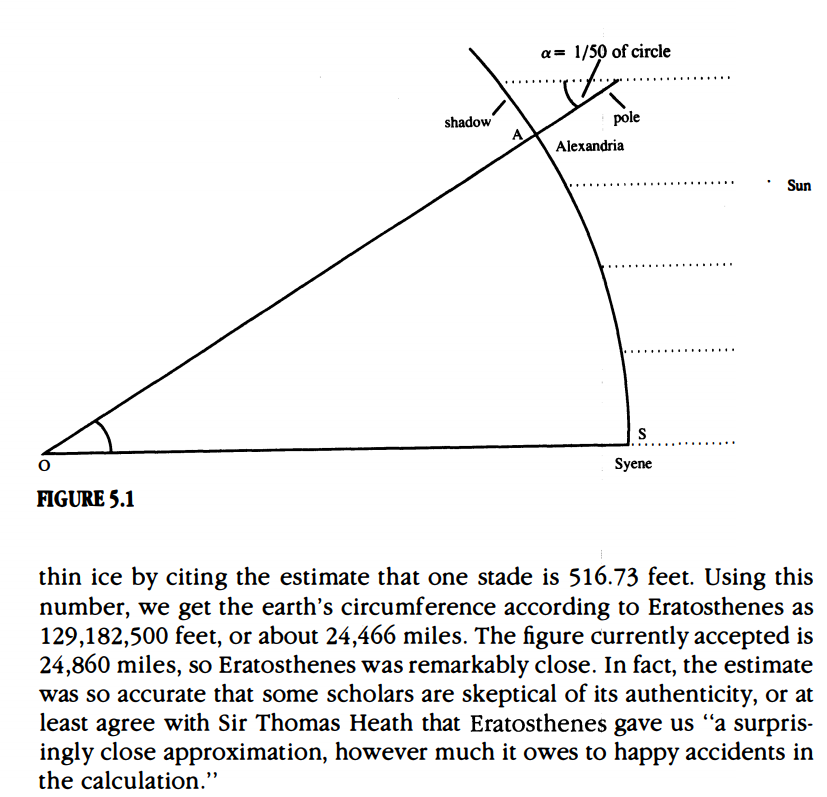 α = 1/50 of circle
shadow
pole
A
Alexandria
Sun
S
O
Syene
FIGURE 5.1
thin ice by citing the estimate that one stade is 516.73 feet. Using this
number, we get the earth's circumference according to Eratosthenes as
129,182,500 feet, or about 24,466 miles. The figure currently accepted is
24,860 miles, so Eratosthenes was remarkably close. In fact, the estimate
was so accurate that some scholars are skeptical of its authenticity, or at
least agree with Sir Thomas Heath that Eratosthenes gave us “a surpris-
ingly close approximation, however much it owes to happy accidents in
the calculation.”